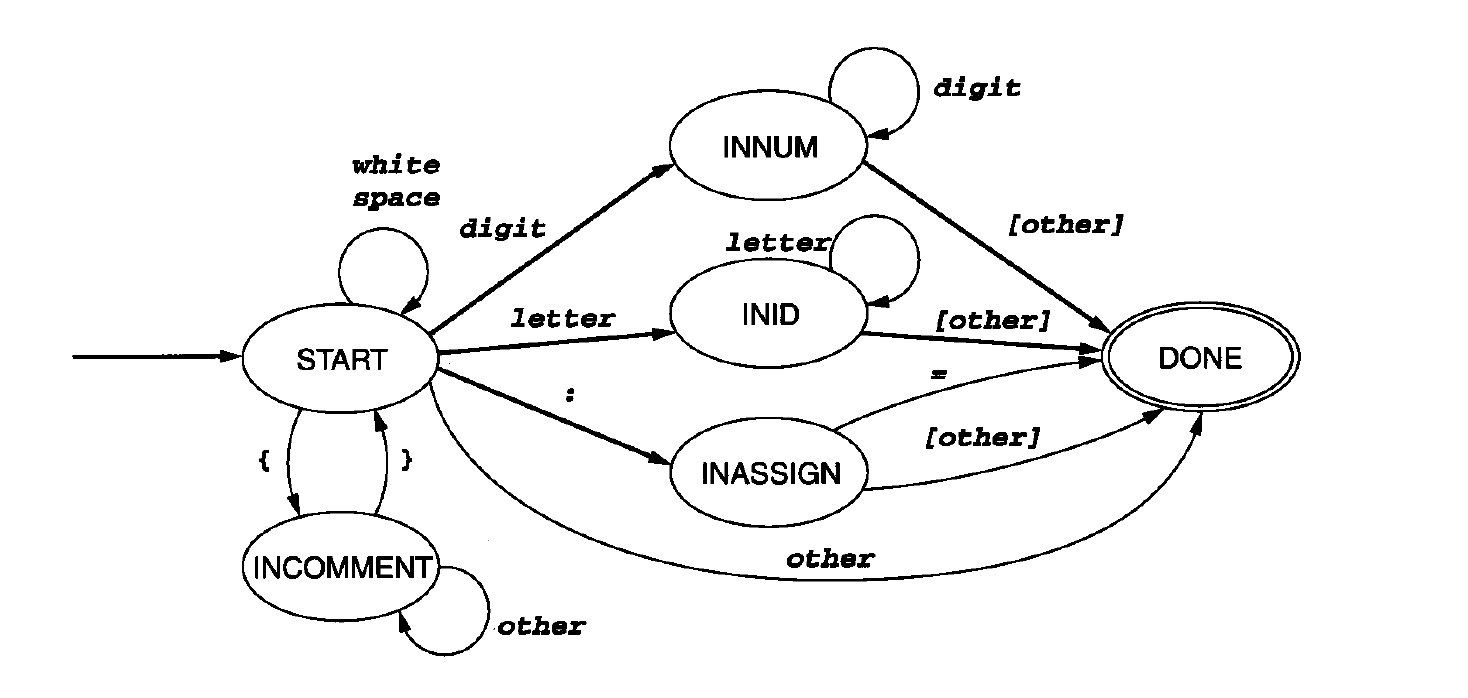 digit
INNUM
white
space
digit
[other]
letter
letter
INID
[other]
START
DONE
:
=
[other]
{
}
INASSIGN
other
INCOMMENT
other